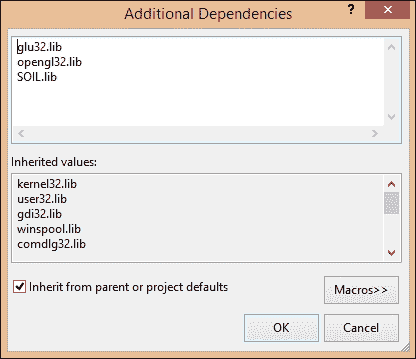 Additional Dependencies
?
glu32.lib
opengl32.lib
SOIL.lib
Inherited values:
kernel32.lib
user32.lib
gdi32.lib
winspool.lib
comdlg32.lib
Inherit from parent or project defaults
Macros>>
OK
Cancel